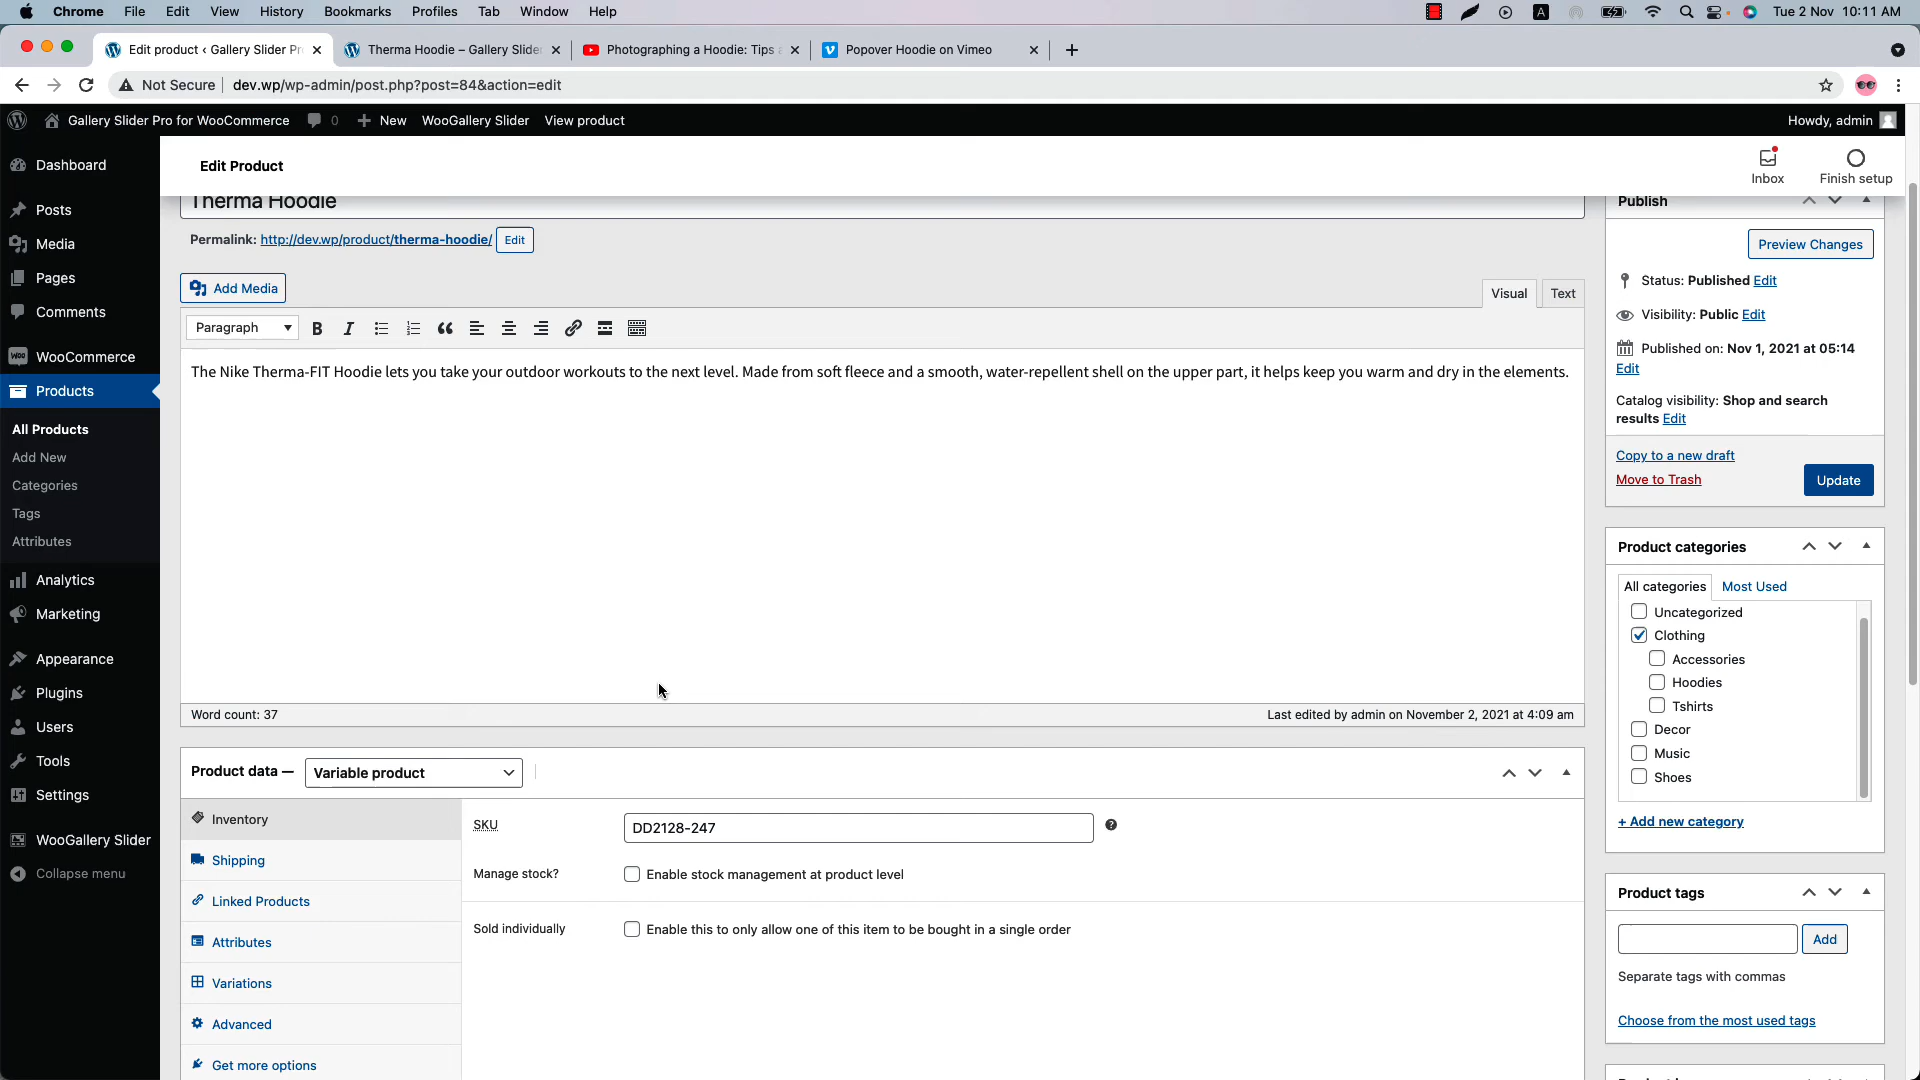 Chrome File Edit View History Bookmarks Profiles Tab Window Help
A
Tue 2 Nov 10:11 AM
Edit product ‹ Gallery Slider Pr
Therma Hoodie – Gallery Slider
Photographing a Hoodie: Tips a
Popover Hoodie on Vimeo
Not Secure
dev.wp/wp-admin/post.php?post=84&action=edit
Gallery Slider Pro for WooCommerce 0 New WooGallery Slider View product
Howdy, admin
Edit Product
Inbox
Finish setup
Dashboard
Posts
Media
Pages
Comments
WooCommerce
Products
All Products
Add New
Categories
Tags
Attributes
Analytics
Marketing
Appearance
Plugins
Users
Tools
Settings
WooGallery Slider
Collapse menu
Therma Hoodie
Permalink: http://dev.wp/product/therma-hoodie/ Edit
Add Media
Visual Text
Paragraph
The Nike Therma-FIT Hoodie lets you take your outdoor workouts to the next level. Made from soft fleece and a smooth, water-repellent shell on the upper part, it helps keep you warm and dry in the elements.
Word count: 37
Last edited by admin on November 2, 2021 at 4:09 am
Product data —
Variable product
Inventory
Shipping
Linked Products
Attributes
Variations
Advanced
Get more options
SKU
DD2128-247
Manage stock?
Enable stock management at product level
Sold individually
Enable this to only allow one of this item to be bought in a single order
Publish
Preview Changes
Status: Published Edit
Visibility: Public Edit
Published on: Nov 1, 2021 at 05:14
Edit
Catalog visibility: Shop and search
results Edit
Copy to a new draft
Move to Trash
Update
Product categories
All categories Most Used
Uncategorized
Clothing
Accessories
Hoodies
Tshirts
Decor
Music
Shoes
+ Add new category
Product tags
Add
Separate tags with commas
Choose from the most used tags